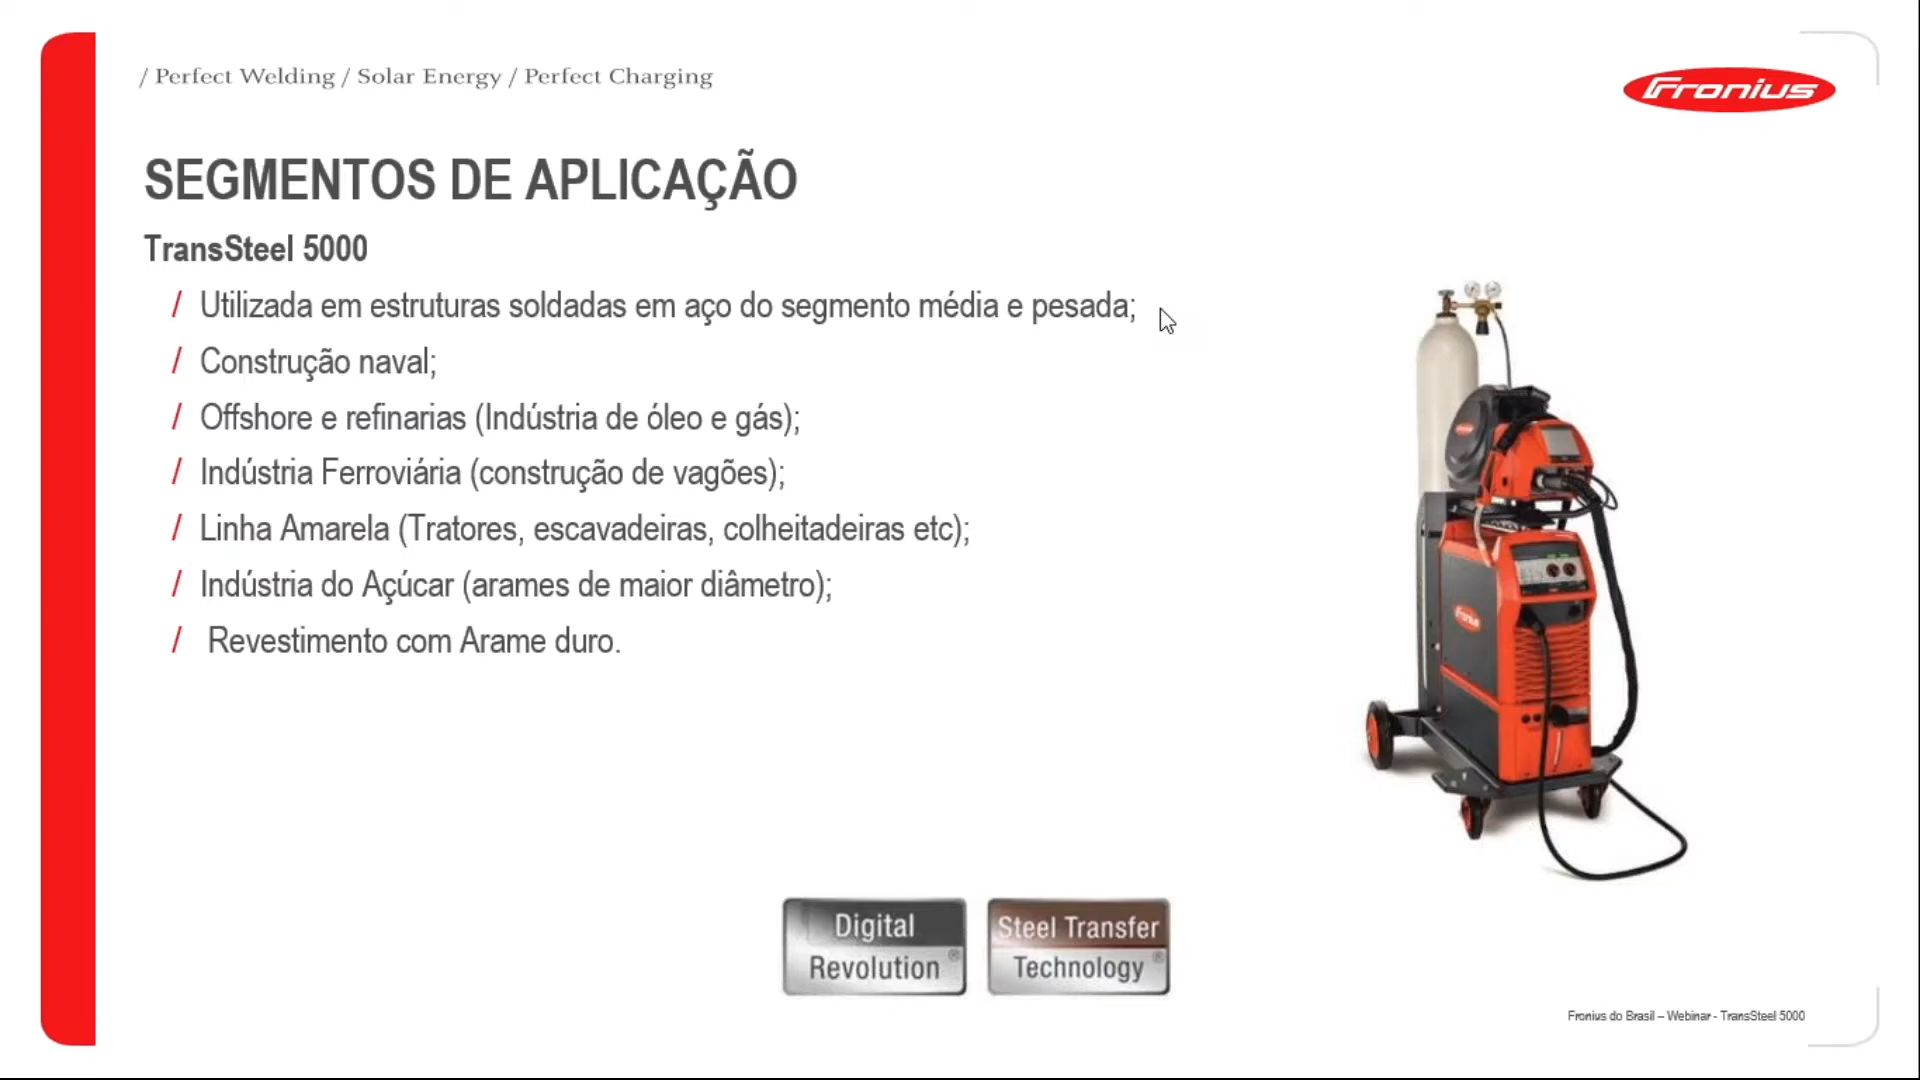 / Perfect Welding / Solar Energy / Perfect Charging
Fronius
SEGMENTOS DE APLICAÇÃO
TransSteel 5000
/ Utilizada em estruturas soldadas em aço do segmento média e pesada;
/ Construção naval;
/ Offshore e refinarias (Indústria de óleo e gás);
/ Indústria Ferroviária (construção de vagões);
/ Linha Amarela (Tratores, escavadeiras, colheitadeiras etc);
/ Indústria do Açúcar (arames de maior diâmetro);
/ Revestimento com Arame duro.
Fronius
Fronius
Digital
Revolution ®
Steel Transfer
Technology ®
Fronius do Brasil – Webinar - TransSteel 5000